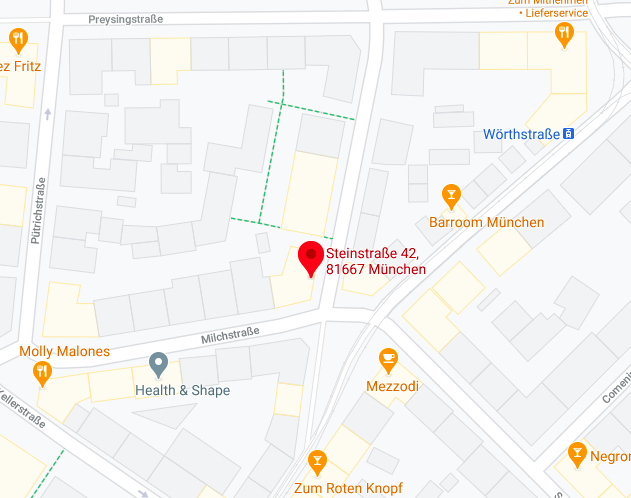 Zum Mitnehmen
• Lieferservice
Preysingstraße
ez Fritz
Wörthstraße
Pütrichstraße
Barroom München
Steinstraße 42,
81667 München
Milchstraße
Molly Malones
Health & Shape
Mezzodi
Kellerstraße
Comeni
Negron
Zum Roten Knopf
S